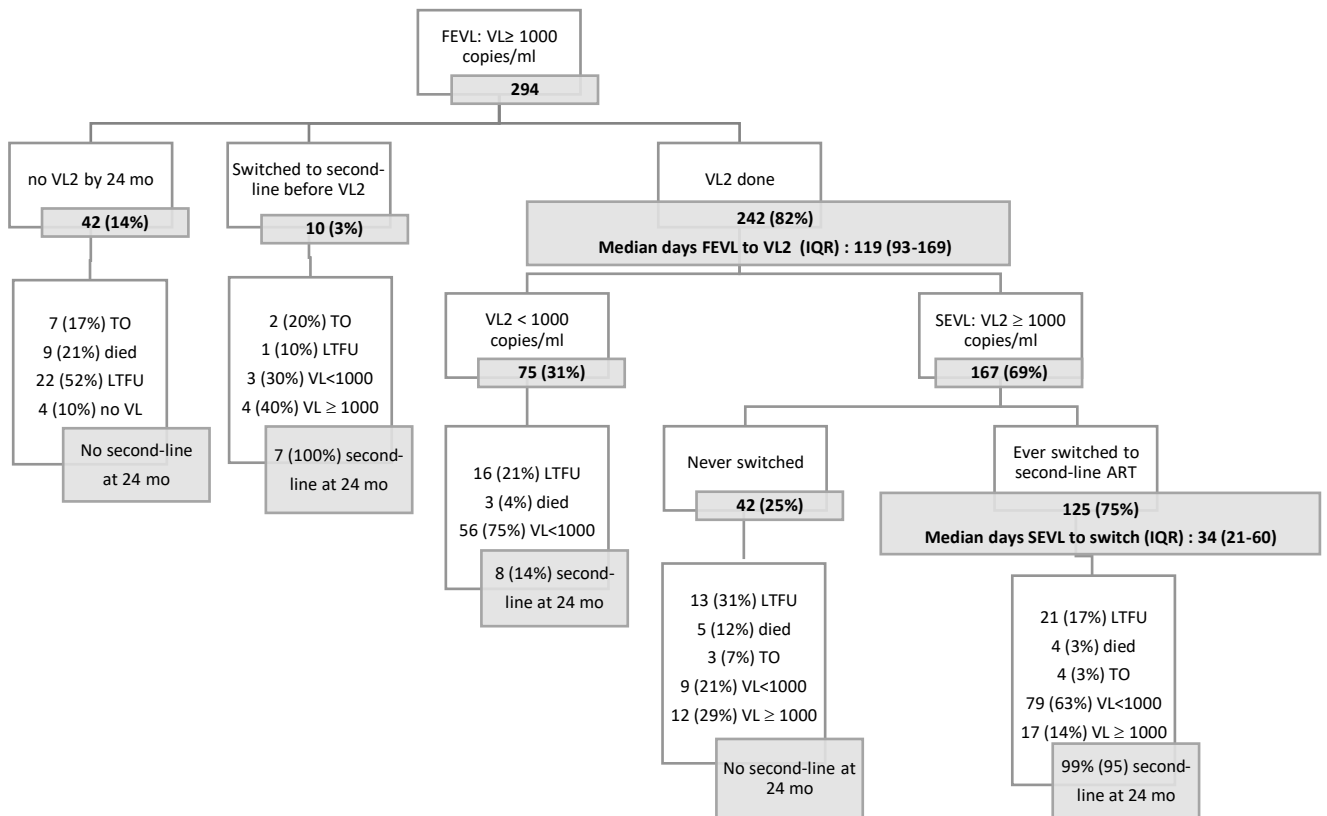 FEVL: VL≥ 1000
copies/ml
294
no VL2 by 24 mo
42 (14%)
7 (17%) TO
9 (21%) died
22 (52%) LTFU
4 (10%) no VL
No second-line
at 24 mo
Switched to second-
line before VL2
10 (3%)
2 (20%) TO
1 (10%) LTFU
3 (30%) VL<1000
4 (40%) VL ≥ 1000
7 (100%) second-
line at 24 mo
VL2 done
242 (82%)
Median days FEVL to VL2 (IQR) : 119 (93-169)
VL2 < 1000
copies/ml
75 (31%)
16 (21%) LTFU
3 (4%) died
56 (75%) VL<1000
8 (14%) second-
line at 24 mo
SEVL: VL2 ≥ 1000
copies/ml
167 (69%)
Never switched
42 (25%)
13 (31%) LTFU
5 (12%) died
3 (7%) TO
9 (21%) VL<1000
12 (29%) VL ≥ 1000
No second-line at
24 mo
Ever switched to
second-line ART
125 (75%)
Median days SEVL to switch (IQR) : 34 (21-60)
21 (17%) LTFU
4 (3%) died
4 (3%) TO
79 (63%) VL<1000
17 (14%) VL ≥ 1000
99% (95) second-
line at 24 mo